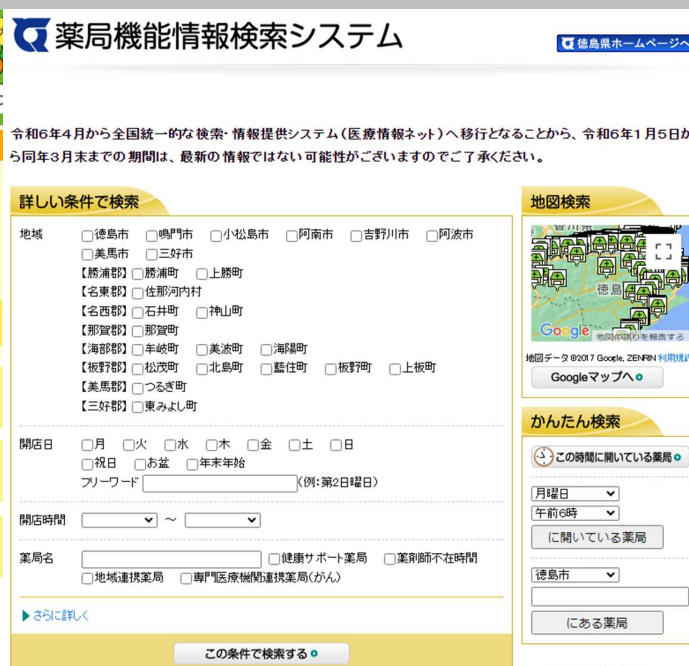 薬局機能情報検索システム
徳島県ホームページへ
令和6年4月から全国統一的な検索・情報提供システム(医療情報ネット)へ移行となることから、令和6年1月5日か
ら同年3月末までの期間は、最新の情報ではない可能性がございますのでご了承ください。
詳しい条件で検索
地域 徳島市 鳴門市 小松島市 阿南市 吉野川市 阿波市
美馬市 三好市
【勝浦郡】 勝浦町 上勝町
【名東郡】 佐那河内村
【名西郡】 石井町 神山町
【那賀郡】 那賀町
【海部郡】 牟岐町 美波町 海陽町
【板野郡】 松茂町 北島町 藍住町 板野町 上板町
【美馬郡】 つるぎ町
【三好郡】 東みよし町
開店日 月 火 水 木 金 土 日
祝日 お盆 年末年始
フリーワード (例:第2日曜日)
開店時間 ~
薬局名 健康サポート薬局 薬剤師不在時間
地域連携薬局 専門医療機関連携薬局(がん)
さらに詳しく
この条件で検索する
地図検索
香川県
徳島
Google 地図の誤りを報告する
地図データ ©2017 Google, ZENRIN 利用規約
Googleマップへ
かんたん検索
この時間に開いている薬局
月曜日
午前6時
に開いている薬局
徳島市
にある薬局